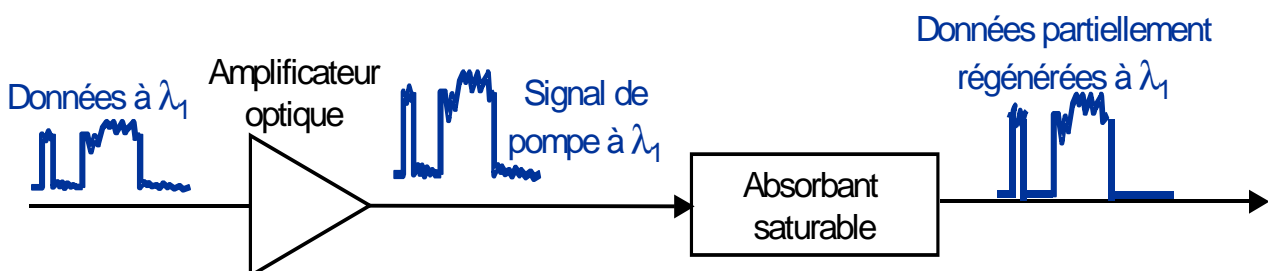 Données à λ1
Amplificateur
optique
Signal de
pompe à λ1
Absorbant
saturable
Données partiellement
régénérées à λ1